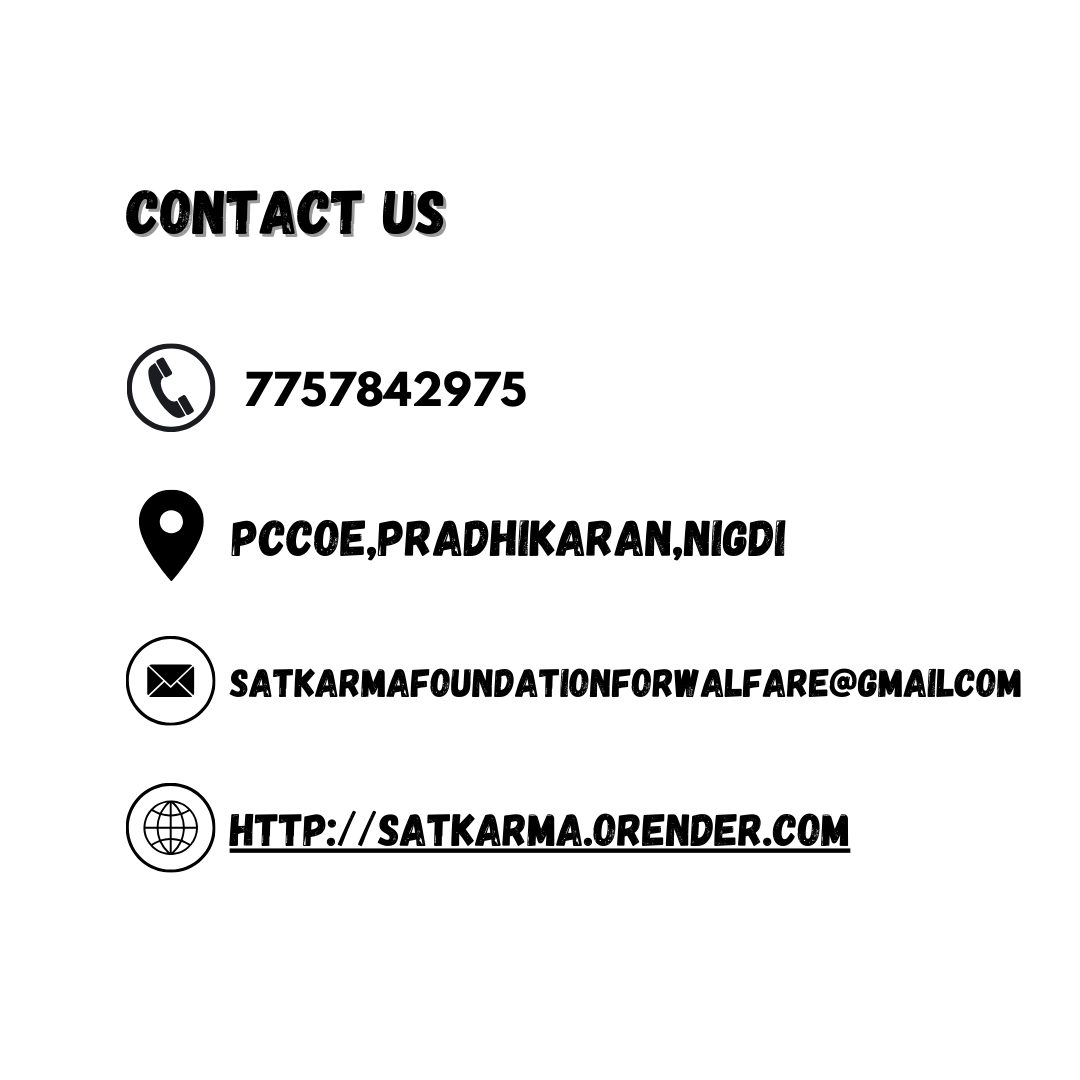 CONTACT US
7757842975
PCCOE,PRADHIKARAN,NIGDI
SATKARMAFOUNDATIONFORWALFARE@GMAILCOM
HTTP://SATKARMA.ORENDER.COM